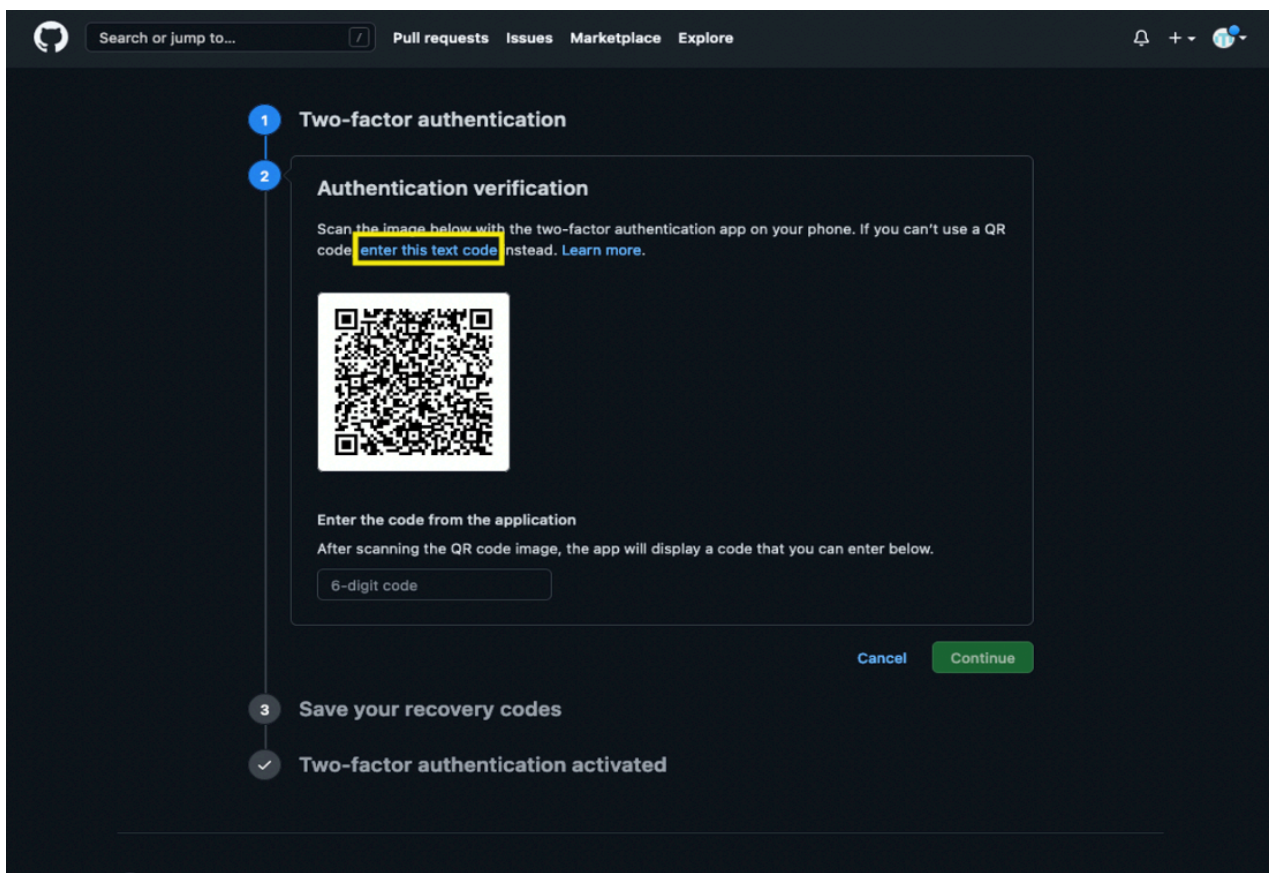 Search or jump to... / Pull requests Issues Marketplace Explore
1 Two-factor authentication
2
Authentication verification
Scan the image below with the two-factor authentication app on your phone. If you can't use a QR
code enter this text code nstead. Learn more.
Enter the code from the application
After scanning the QR code image, the app will display a code that you can enter below.
6-digit code
Cancel Continue
3 Save your recovery codes
Two-factor authentication activated